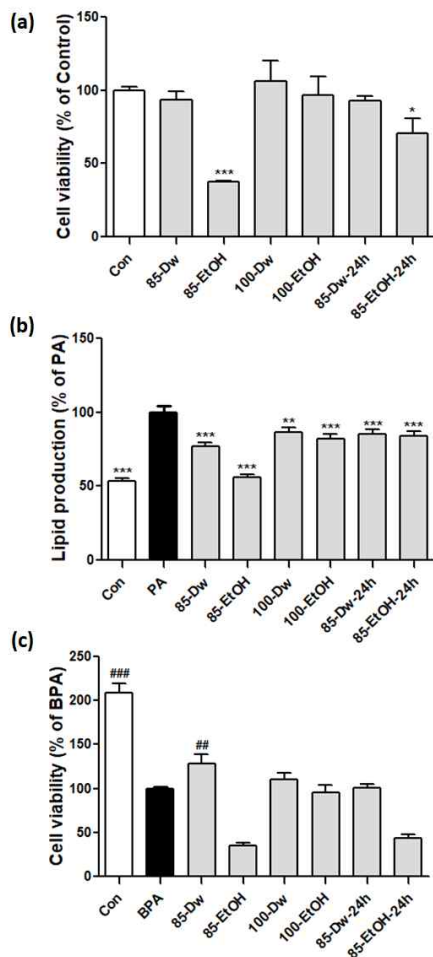 (a)
Cell viability (% of Control)
150
100
50
0
***
*
Con
85-Dw
85-EtOH
100-Dw
100-EtOH
85-Dw-24h
85-EtOH-24h
(b)
Lipid production (% of PA)
150
100
50
0
***
***
***
**
***
***
***
Con
PA
85-Dw
85-EtOH
100-Dw
100-EtOH
85-Dw-24h
85-EtOH-24h
(c)
Cell viability (% of BPA)
250
200
150
100
50
0
###
##
Con
BPA
85-Dw
85-EtOH
100-Dw
100-EtOH
85-Dw-24h
85-EtOH-24h